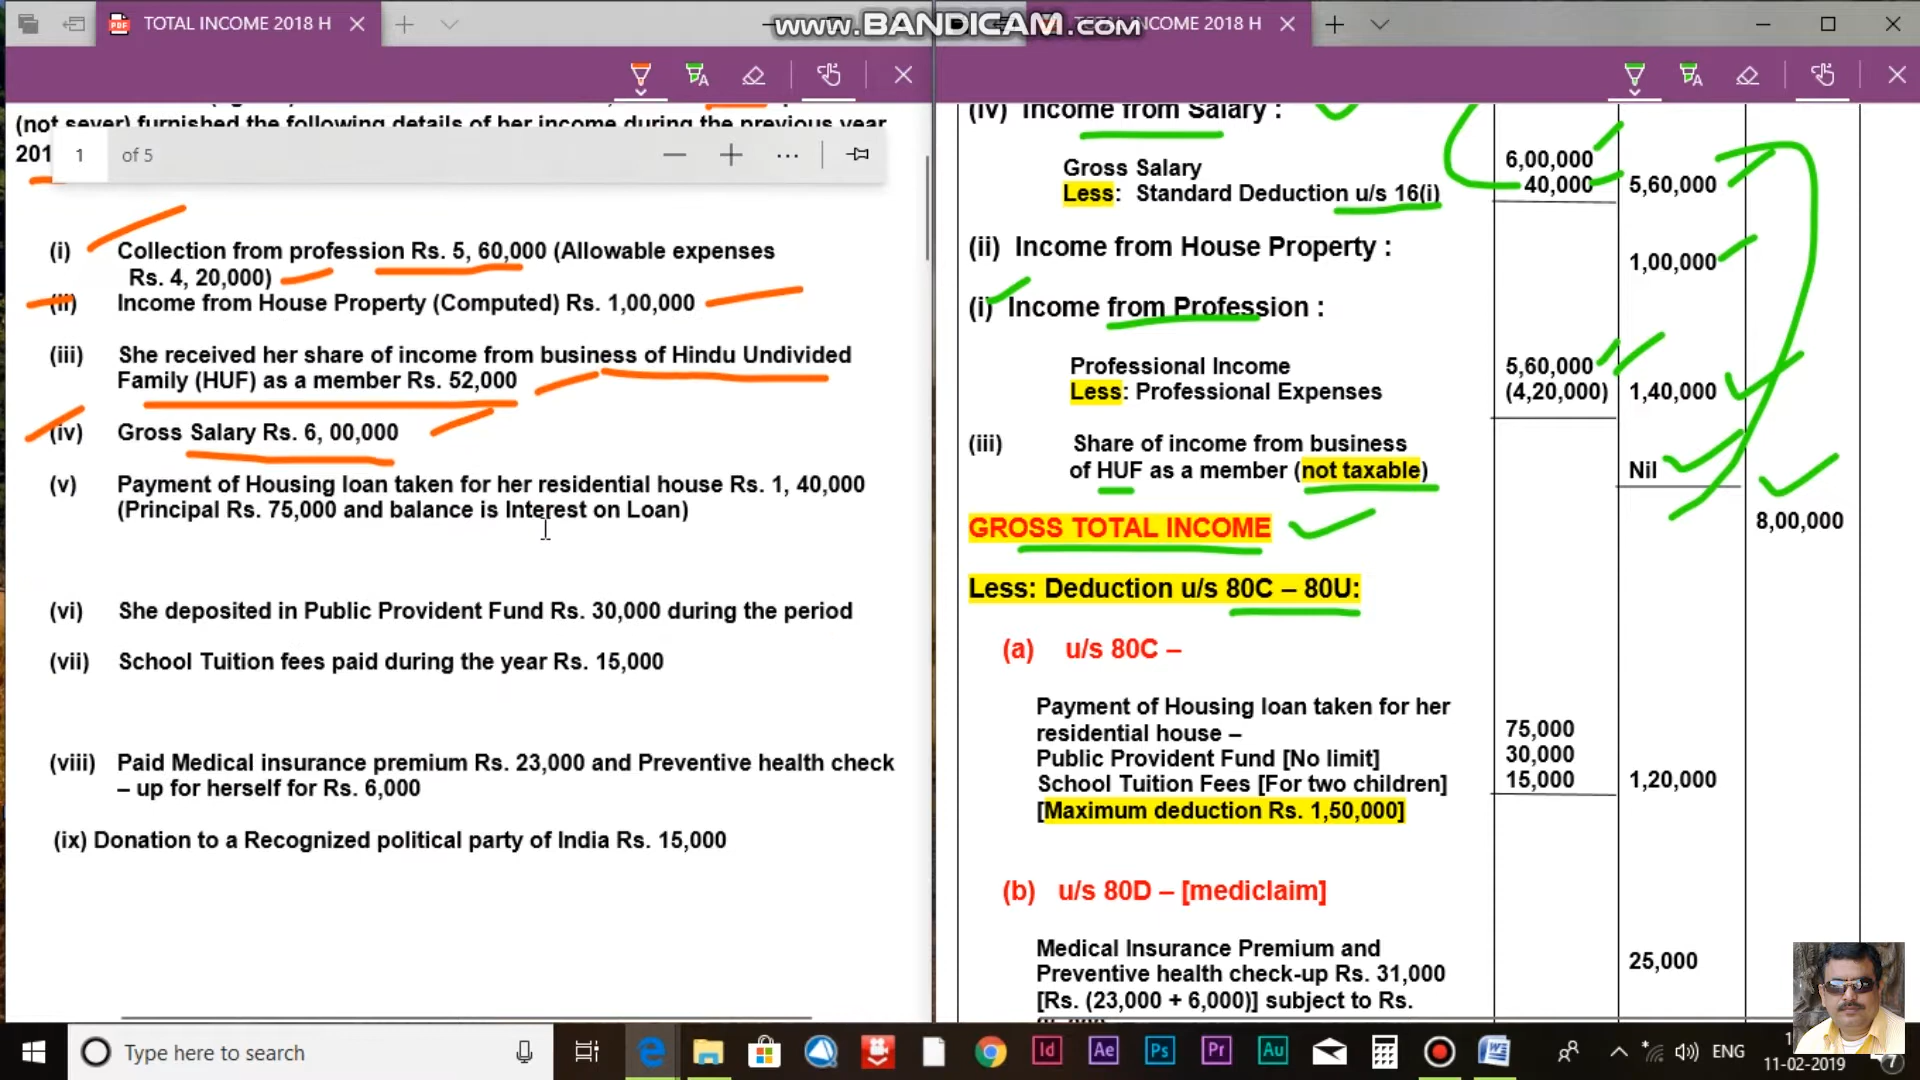 TOTAL INCOME 2018 H
www.BANDICAM.com
INCOME 2018 H
(not sever) furnished the following details of her income during the previous year
201
1 of 5
(i) Collection from profession Rs. 5, 60,000 (Allowable expenses
Rs. 4, 20,000)
(ii) Income from House Property (Computed) Rs. 1,00,000
(iii) She received her share of income from business of Hindu Undivided
Family (HUF) as a member Rs. 52,000
(iv) Gross Salary Rs. 6, 00,000
(v) Payment of Housing loan taken for her residential house Rs. 1, 40,000
(Principal Rs. 75,000 and balance is Interest on Loan)
(vi) She deposited in Public Provident Fund Rs. 30,000 during the period
(vii) School Tuition fees paid during the year Rs. 15,000
(viii) Paid Medical insurance premium Rs. 23,000 and Preventive health check
– up for herself for Rs. 6,000
(ix) Donation to a Recognized political party of India Rs. 15,000
(iv) Income from Salary :
Gross Salary 6,00,000
Less: Standard Deduction u/s 16(i) 40,000 5,60,000
(ii) Income from House Property :
1,00,000
(i) Income from Profession :
Professional Income 5,60,000
Less: Professional Expenses (4,20,000) 1,40,000
(iii) Share of income from business
of HUF as a member (not taxable) Nil
GROSS TOTAL INCOME 8,00,000
Less: Deduction u/s 80C – 80U:
(a) u/s 80C –
Payment of Housing loan taken for her
residential house – 75,000
Public Provident Fund [No limit] 30,000
School Tuition Fees [For two children] 15,000 1,20,000
[Maximum deduction Rs. 1,50,000]
(b) u/s 80D – [mediclaim]
Medical Insurance Premium and
Preventive health check-up Rs. 31,000 25,000
[Rs. (23,000 + 6,000)] subject to Rs.
Type here to search
Id
Ae
Ps
Pr
Au
ENG
11-02-2019
7